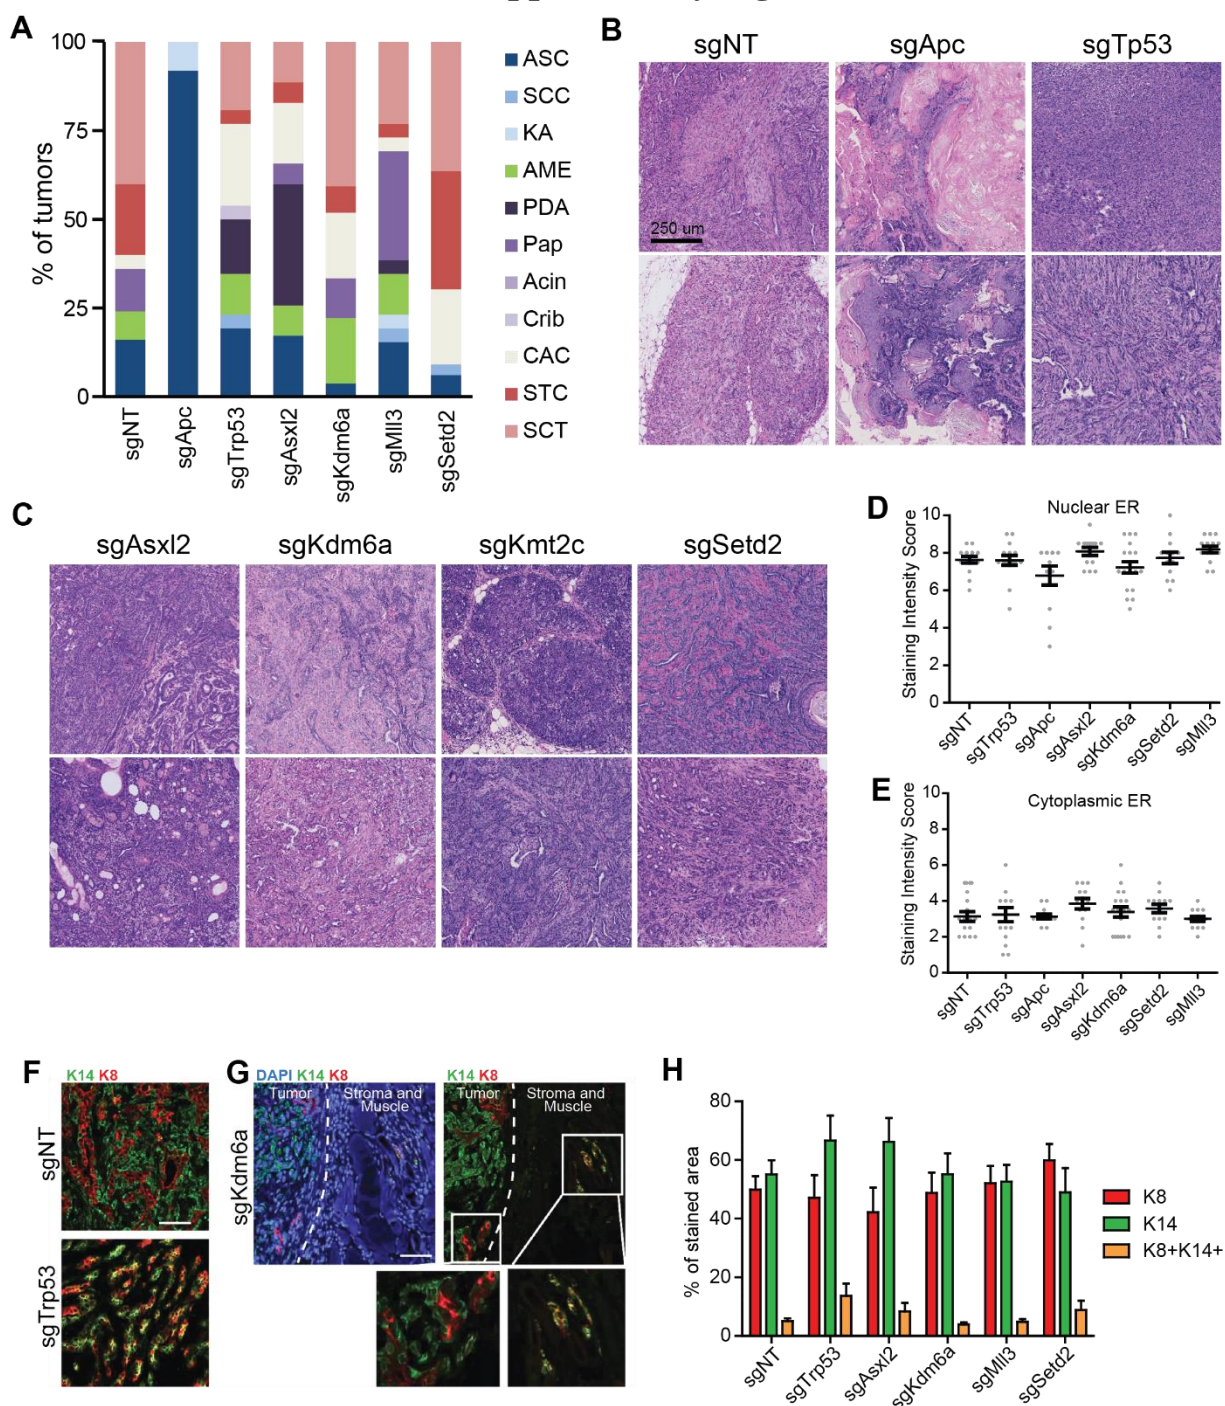 A
100
75
50
25
0
% of tumors
sgNT
sgApc
sgTrp53
sgAsxl2
sgKdm6a
sgMll3
sgSetd2
ASC
SCC
KA
AME
PDA
Pap
Acin
Crib
CAC
STC
SCT
B
sgNT sgApc sgTp53
250 um
C
sgAsxl2 sgKdm6a sgKmt2c sgSetd2
D
Nuclear ER
Staining Intensity Score
10
8
6
4
2
0
sgNT
sgTrp53
sgApc
sgAsxl2
sgKdm6a
sgSetd2
sgMll3
E
Cytoplasmic ER
Staining Intensity Score
10
8
6
4
2
0
sgNT
sgTrp53
sgApc
sgAsxl2
sgKdm6a
sgSetd2
sgMll3
F
K14 K8
sgNT
sgTrp53
G
DAPI K14 K8
Tumor Stroma and
Muscle
K14 K8
Tumor Stroma and
Muscle
sgKdm6a
H
% of stained area
80
60
40
20
0
sgNT
sgTrp53
sgAsxl2
sgKdm6a
sgMll3
sgSetd2
K8
K14
K8+K14+